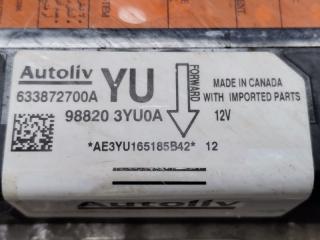 Autoliv YU
633872700A
98820 3YU0A
FORWARD
MADE IN CANADA
WITH IMPORTED PARTS
12V
*AE3YU165185B42* 12
Autoliv